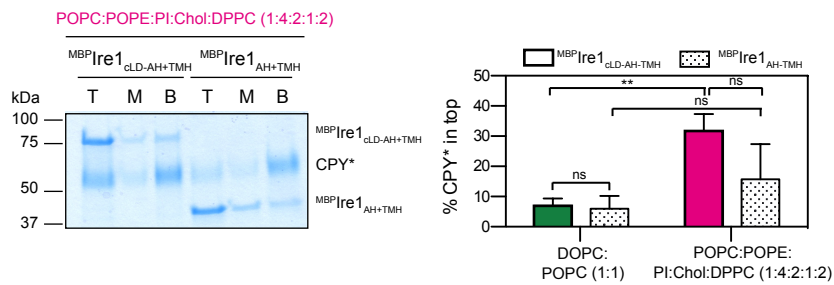 POPC:POPE:PI:Chol:DPPC (1:4:2:1:2)
MBPIre1cLD-AH+TMH MBPIre1AH+TMH
kDa T M B T M B
100
75
50
37
MBPIre1cLD-AH+TMH
CPY*
MBPIre1AH+TMH
MBPIre1cLD-AH-TMH MBPIre1AH-TMH
% CPY* in top
50
40
30
20
10
0
** ns
ns
ns
DOPC:
POPC (1:1)
POPC:POPE:
PI:Chol:DPPC (1:4:2:1:2)